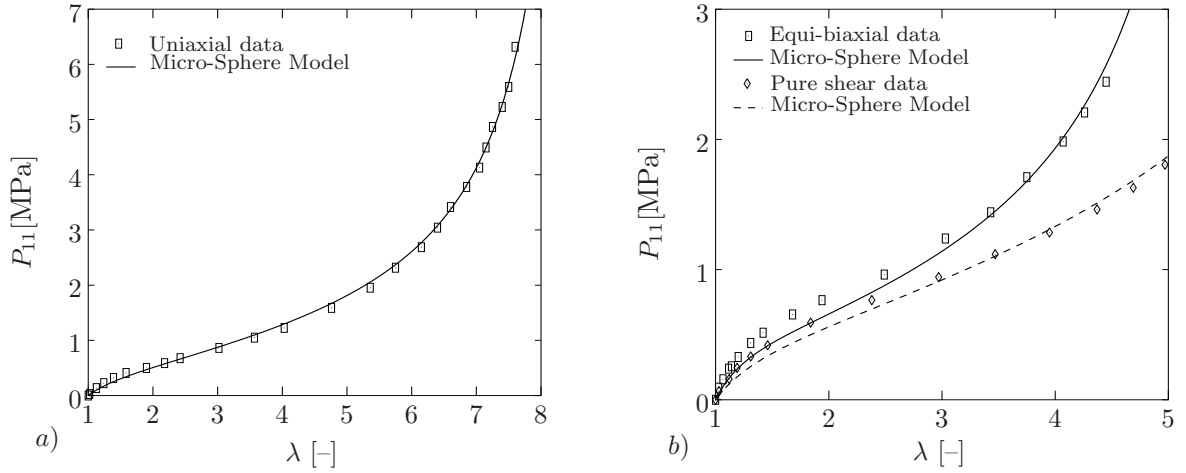 7
6
5
4
3
2
1
0
1 2 3 4 5 6 7 8
P11[MPa]
λ [–]
a)
Uniaxial data
Micro-Sphere Model
3
2
1
0
1 2 3 4 5
P11[MPa]
λ [–]
b)
Equi-biaxial data
Micro-Sphere Model
Pure shear data
Micro-Sphere Model